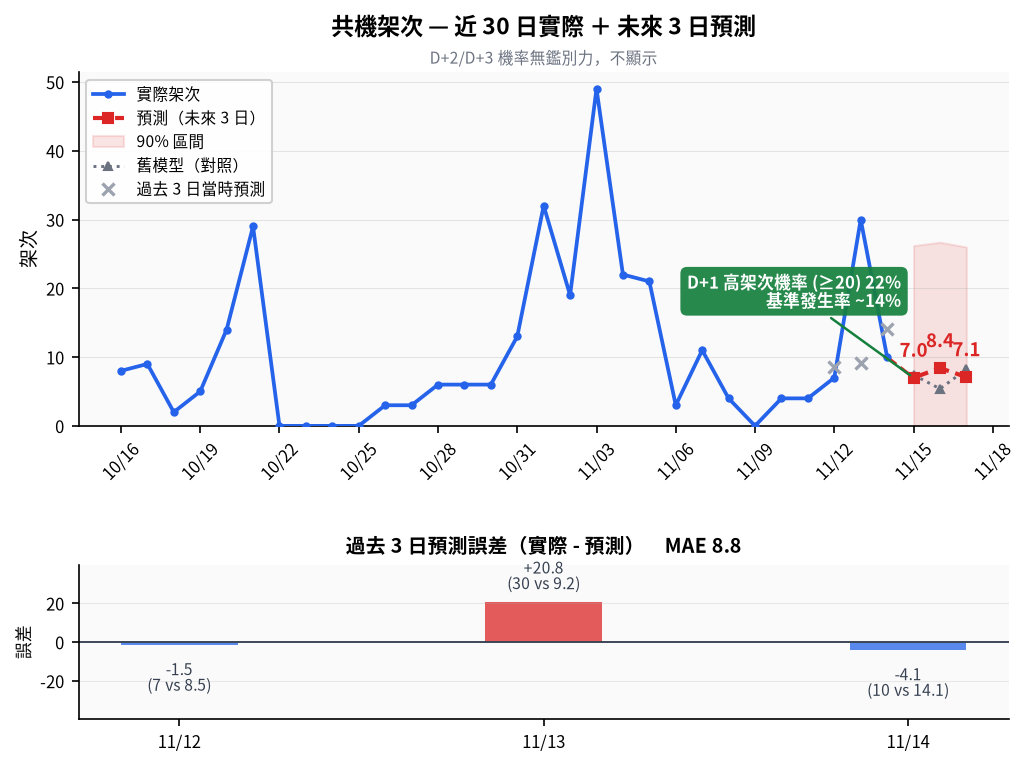 共機架次 — 近 30 日實際 ＋ 未來 3 日預測
D+2/D+3 機率無鑑別力，不顯示
架次
50
40
30
20
10
0
實際架次
預測（未來 3 日）
90% 區間
舊模型（對照）
過去 3 日當時預測
D+1 高架次機率 (≥20) 22%
基準發生率 ~14%
7.0
8.4
7.1
10/16
10/19
10/22
10/25
10/28
10/31
11/03
11/06
11/09
11/12
11/15
11/18
過去 3 日預測誤差（實際 - 預測） MAE 8.8
誤差
20
0
-20
+20.8
(30 vs 9.2)
-1.5
(7 vs 8.5)
-4.1
(10 vs 14.1)
11/12
11/13
11/14